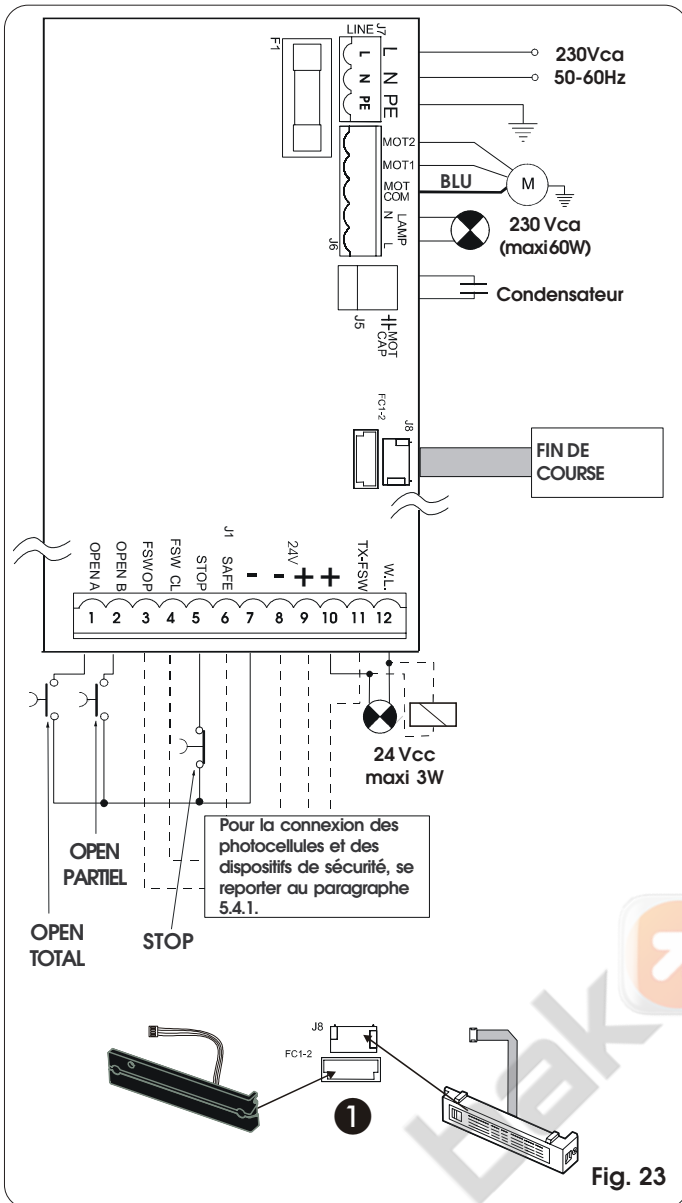 LINE
J7
F1
L
N
PE
L
N
PE
230Vca
50-60Hz
MOT2
MOT1
MOT
COM
BLU
M
N
L
LAMP
J6
230 Vca
(maxi60W)
J5
MOT
CAP
Condensateur
FC1-2
J8
FIN DE
COURSE
J1
OPEN A
OPEN B
FSWOP
FSW CL
STOP
SAFE
-
-
24V
+
+
TX-FSW
W.L.
1 2 3 4 5 6 7 8 9 10 11 12
24 Vcc
maxi 3W
Pour la connexion des
photocellules et des
dispositifs de sécurité, se
reporter au paragraphe
5.4.1.
OPEN
PARTIEL
OPEN
TOTAL
STOP
J8
FC1-2
1
Fig. 23